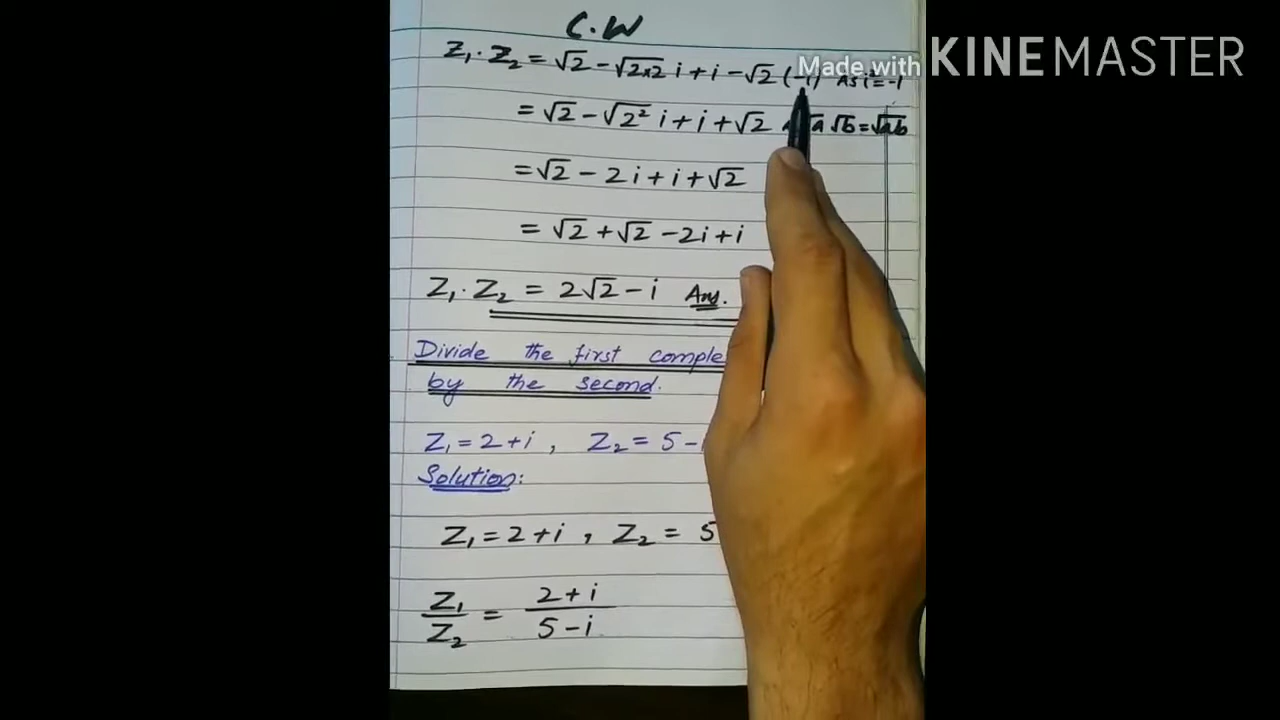 C.W
Made with KINEMASTER
Z₁·Z₂ = √2 − √2×2 i + i − √2 (−1) As i² = −1
= √2 − √2² i + i + √2 √a √b = √ab
= √2 − 2i + i + √2
= √2 + √2 − 2i + i
Z₁·Z₂ = 2√2 − i Ans.
Divide the first
by the second.
Z₁ = 2 + i , Z₂ = 5 −
Solution:
Z₁ = 2 + i , Z₂ = 5
Z₁/Z₂ = 2 + i / 5 − i